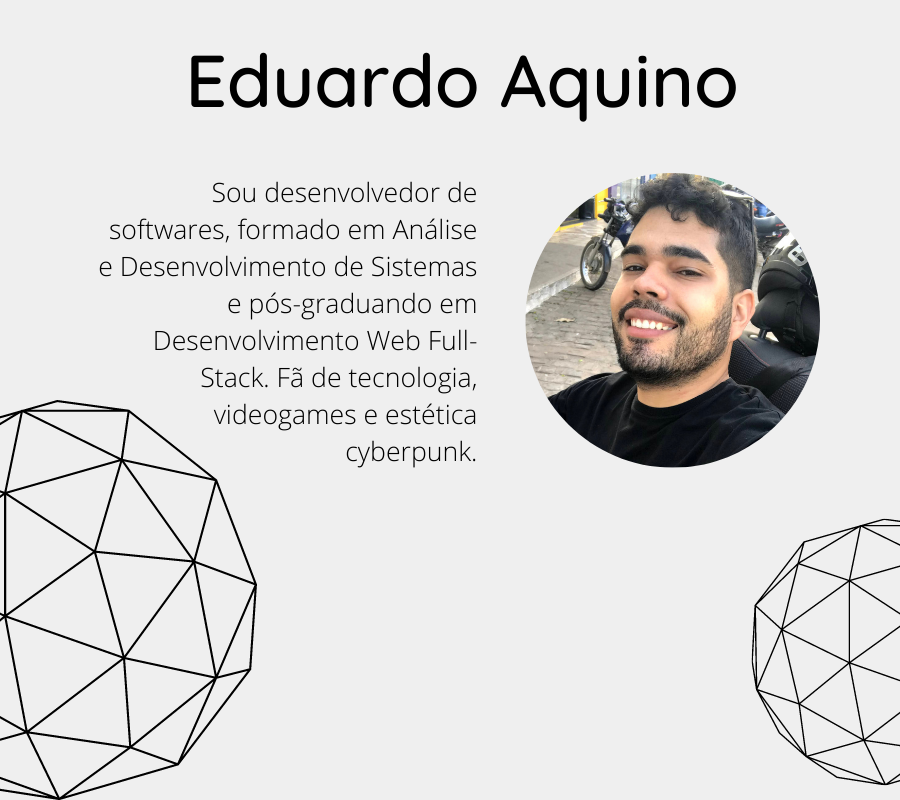 Eduardo Aquino
Sou desenvolvedor de
softwares, formado em Análise
e Desenvolvimento de Sistemas
e pós-graduando em
Desenvolvimento Web Full-
Stack. Fã de tecnologia,
videogames e estética
cyberpunk.